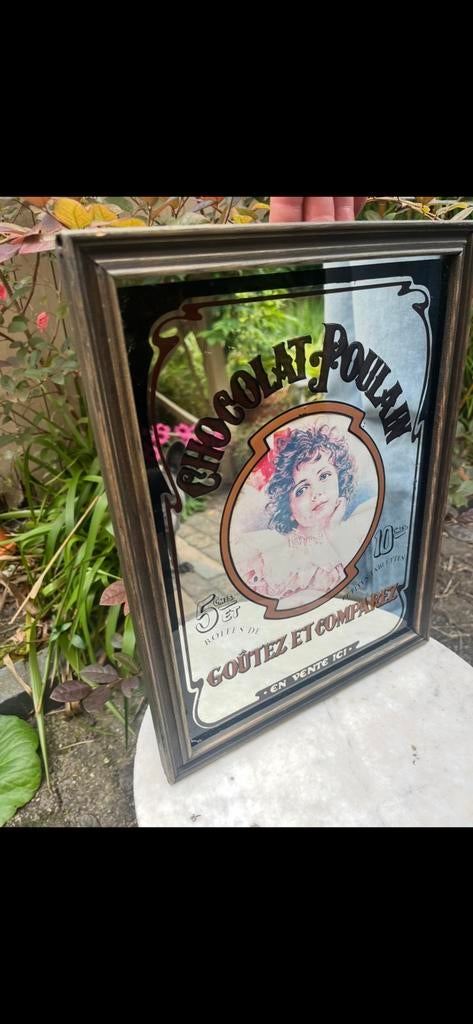 CHOCOLAT POULAIN
5 CMES ET
10 CMES
BOITES DE
GOÛTEZ ET COMPAREZ
· EN VENTE ICI ·